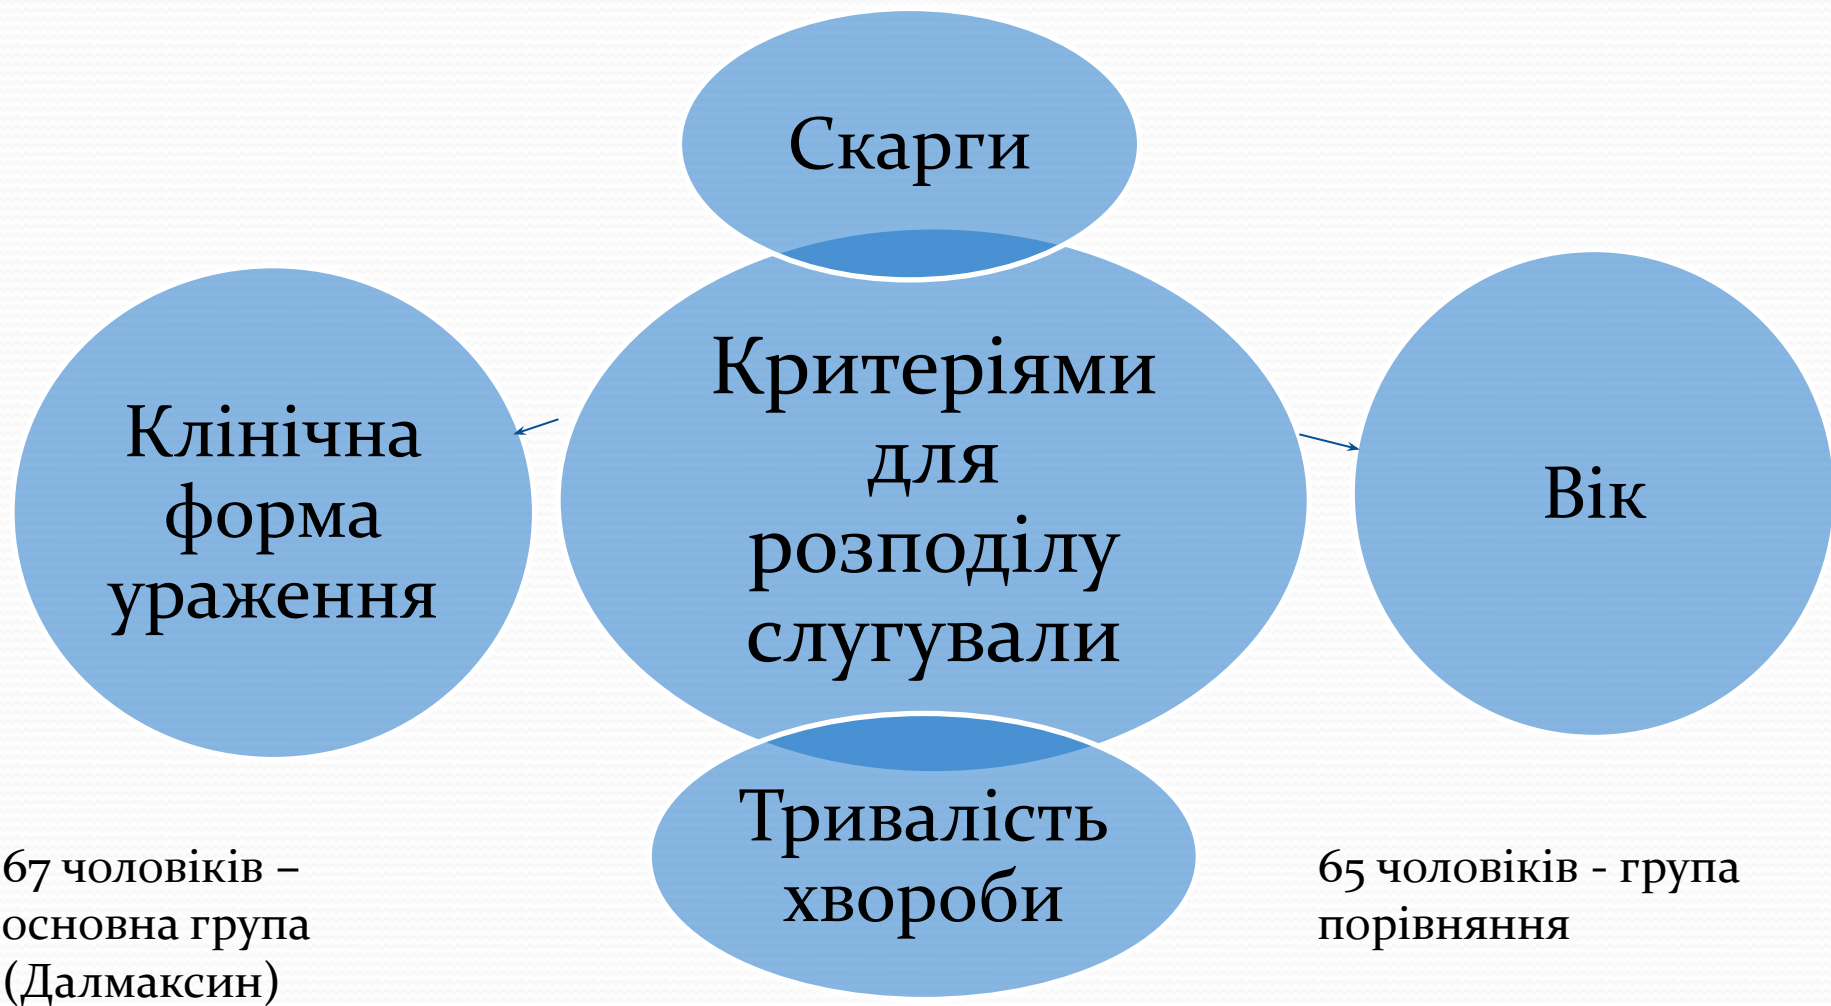 Скарги
Клінічна
форма
ураження
Критеріями
для
розподілу
слугували
Вік
Тривалість
хвороби
67 чоловіків –
основна група
(Далмаксин)
65 чоловіків - група
порівняння